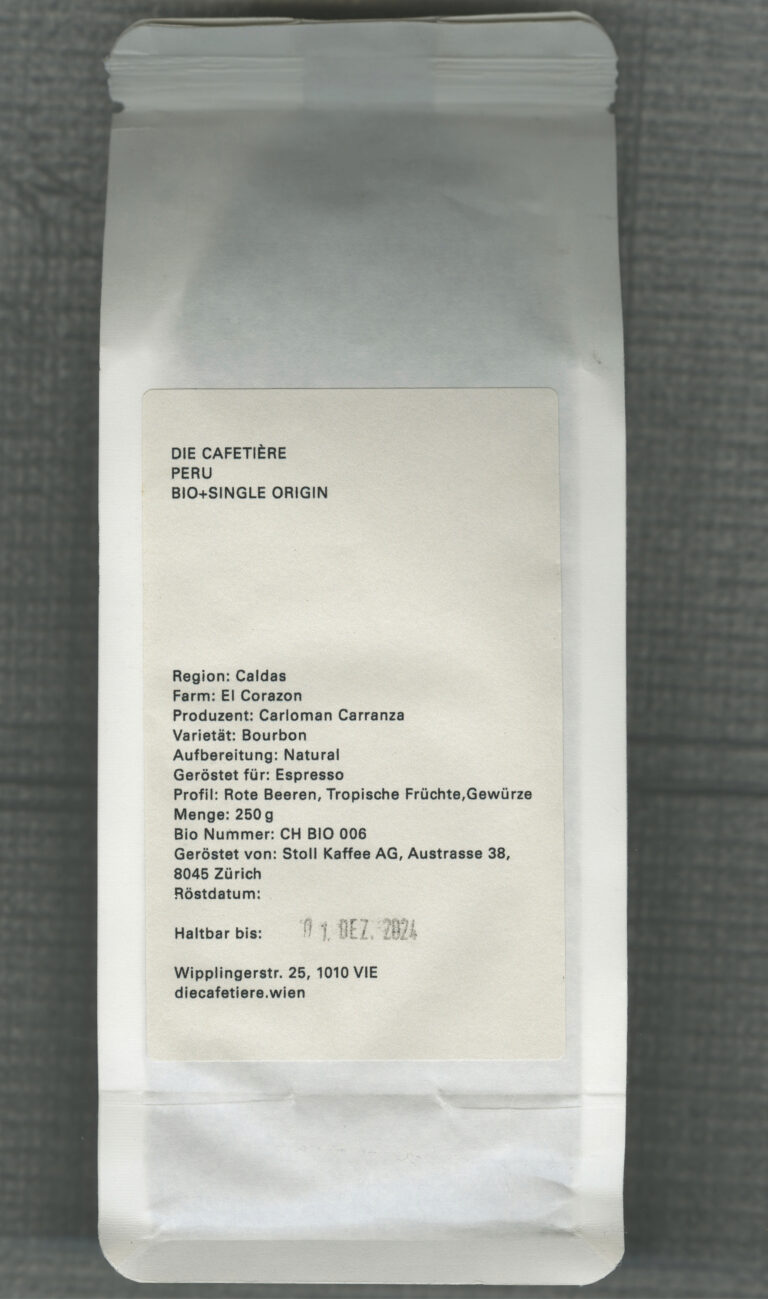 DIE CAFETIÈRE
PERU
BIO+SINGLE ORIGIN
Region: Caldas
Farm: El Corazon
Produzent: Carloman Carranza
Varietät: Bourbon
Aufbereitung: Natural
Geröstet für: Espresso
Profil: Rote Beeren, Tropische Früchte,Gewürze
Menge: 250 g
Bio Nummer: CH BIO 006
Geröstet von: Stoll Kaffee AG, Austrasse 38,
8045 Zürich
Röstdatum:
Haltbar bis: 01. DEZ. 2024
Wipplingerstr. 25, 1010 VIE
diecafetiere.wien